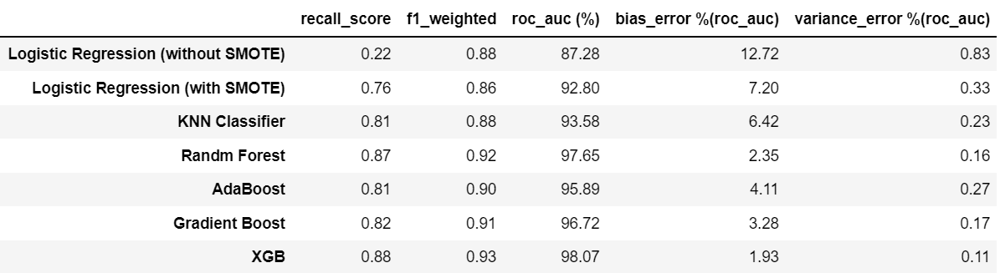 recall_score f1_weighted roc_auc (%) bias_error %(roc_auc) variance_error %(roc_auc)
Logistic Regression (without SMOTE) 0.22 0.88 87.28 12.72 0.83
Logistic Regression (with SMOTE) 0.76 0.86 92.80 7.20 0.33
KNN Classifier 0.81 0.88 93.58 6.42 0.23
Randm Forest 0.87 0.92 97.65 2.35 0.16
AdaBoost 0.81 0.90 95.89 4.11 0.27
Gradient Boost 0.82 0.91 96.72 3.28 0.17
XGB 0.88 0.93 98.07 1.93 0.11